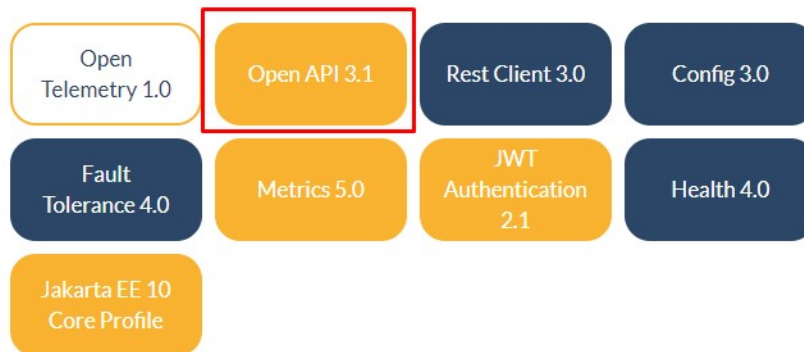 Open
Telemetry 1.0
Open API 3.1
Rest Client 3.0
Config 3.0
Fault
Tolerance 4.0
Metrics 5.0
JWT
Authentication
2.1
Health 4.0
Jakarta EE 10
Core Profile